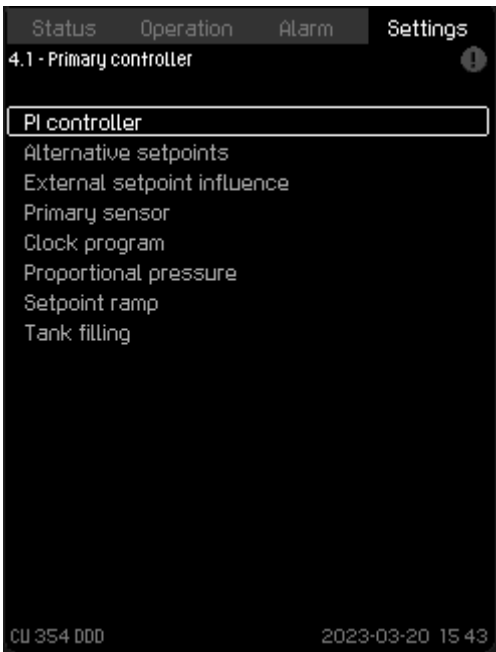 Status Operation Alarm Settings
4.1 - Primary controller
PI controller
Alternative setpoints
External setpoint influence
Primary sensor
Clock program
Proportional pressure
Setpoint ramp
Tank filling
CU 354 DDD 2023-03-20 15 43